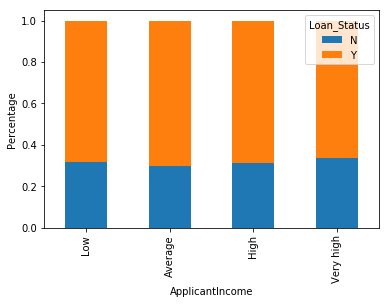 Loan_Status
N
Y
1.0
0.8
0.6
0.4
0.2
0.0
Percentage
Low
Average
High
Very high
ApplicantIncome